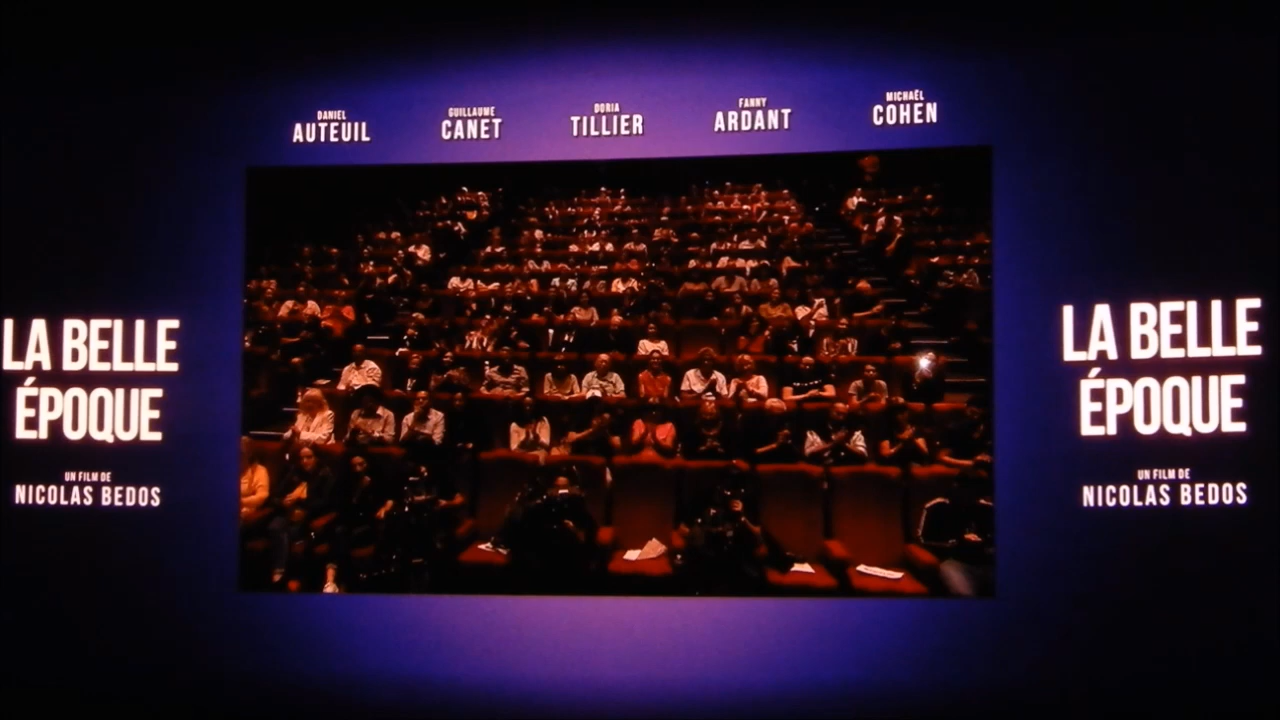 DANIEL
AUTEUIL
GUILLAUME
CANET
DORIA
TILLIER
FANNY
ARDANT
MICHAËL
COHEN
LA BELLE
ÉPOQUE
UN FILM DE
NICOLAS BEDOS
LA BELLE
ÉPOQUE
UN FILM DE
NICOLAS BEDOS